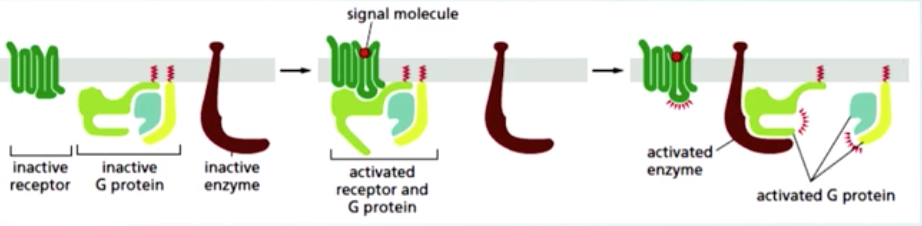 signal molecule
inactive
receptor
inactive
G protein
inactive
enzyme
activated
receptor and
G protein
activated
enzyme
activated G protein